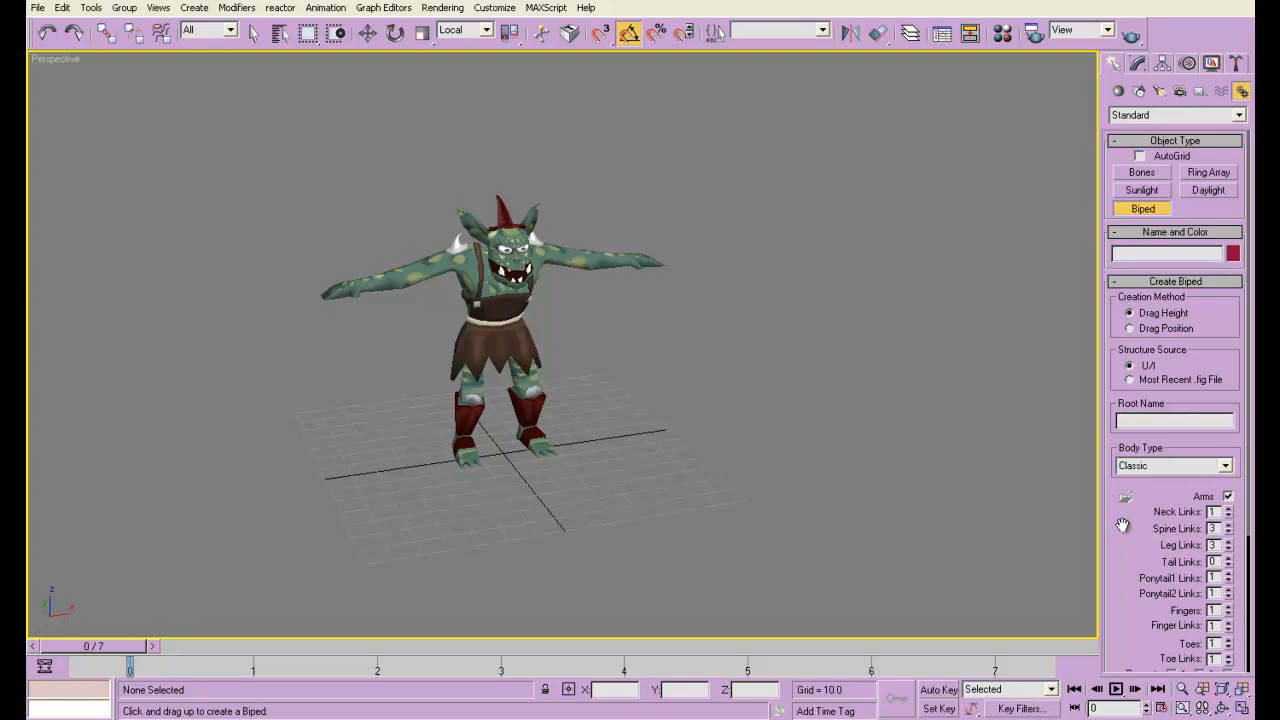 File Edit Tools Group Views Create Modifiers reactor Animation Graph Editors Rendering Customize MAXScript Help
All Local 3 View
Perspective
Standard
- Object Type
AutoGrid
Bones Ring Array
Sunlight Daylight
Biped
- Name and Color
- Create Biped
Creation Method
Drag Height
Drag Position
Structure Source
U/I
Most Recent .fig File
Root Name
Body Type
Classic
Arms
Neck Links: 1
Spine Links: 3
Leg Links: 3
Tail Links: 0
Ponytail1 Links: 1
Ponytail2 Links: 1
Fingers: 1
Finger Links: 1
Toes: 1
Toe Links: 1
z
y x
< 0 / 7 >
0 1 2 3 4 5 6 7
None Selected X: Y: Z: Grid = 10.0 Auto Key Selected
Click and drag up to create a Biped. Add Time Tag Set Key Key Filters... 0